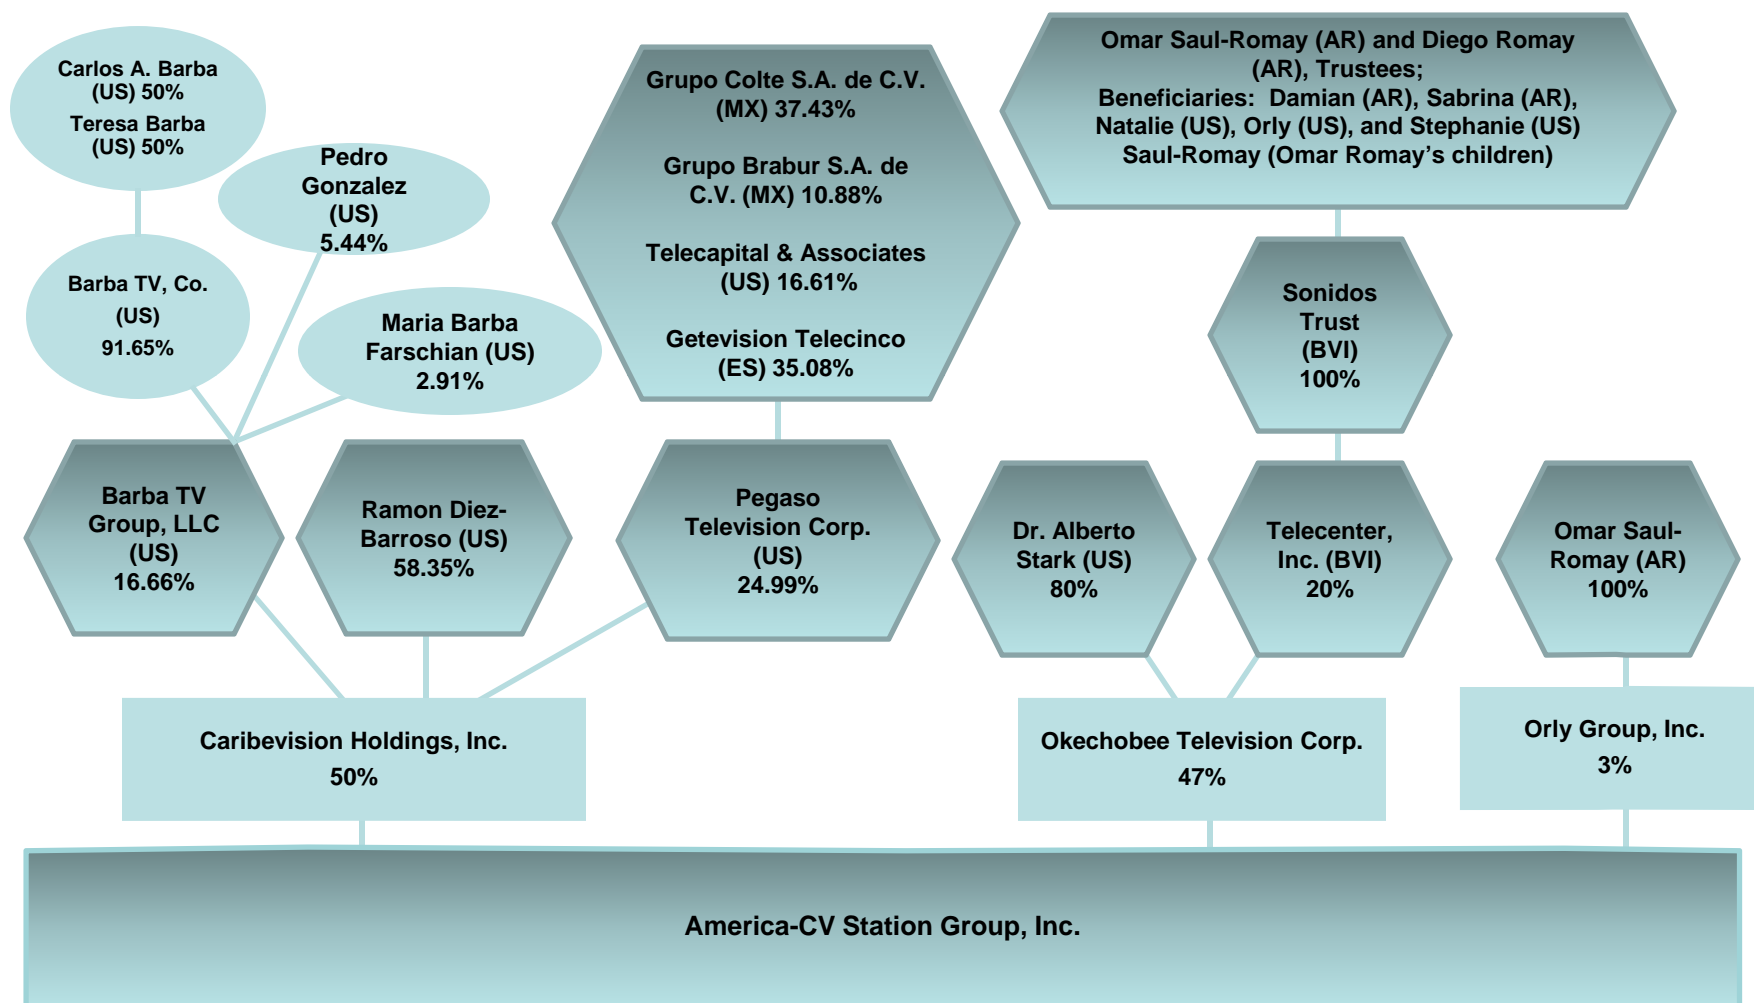 Carlos A. Barba
(US) 50%
Teresa Barba
(US) 50%
Pedro
Gonzalez
(US)
5.44%
Barba TV, Co.
(US)
91.65%
Maria Barba
Farschian (US)
2.91%
Grupo Colte S.A. de C.V.
(MX) 37.43%
Grupo Brabur S.A. de
C.V. (MX) 10.88%
Telecapital & Associates
(US) 16.61%
Getevision Telecinco
(ES) 35.08%
Omar Saul-Romay (AR) and Diego Romay
(AR), Trustees;
Beneficiaries: Damian (AR), Sabrina (AR),
Natalie (US), Orly (US), and Stephanie (US)
Saul-Romay (Omar Romay’s children)
Sonidos
Trust
(BVI)
100%
Barba TV
Group, LLC
(US)
16.66%
Ramon Diez-
Barroso (US)
58.35%
Pegaso
Television Corp.
(US)
24.99%
Dr. Alberto
Stark (US)
80%
Telecenter,
Inc. (BVI)
20%
Omar Saul-
Romay (AR)
100%
Caribevision Holdings, Inc.
50%
Okechobee Television Corp.
47%
Orly Group, Inc.
3%
America-CV Station Group, Inc.